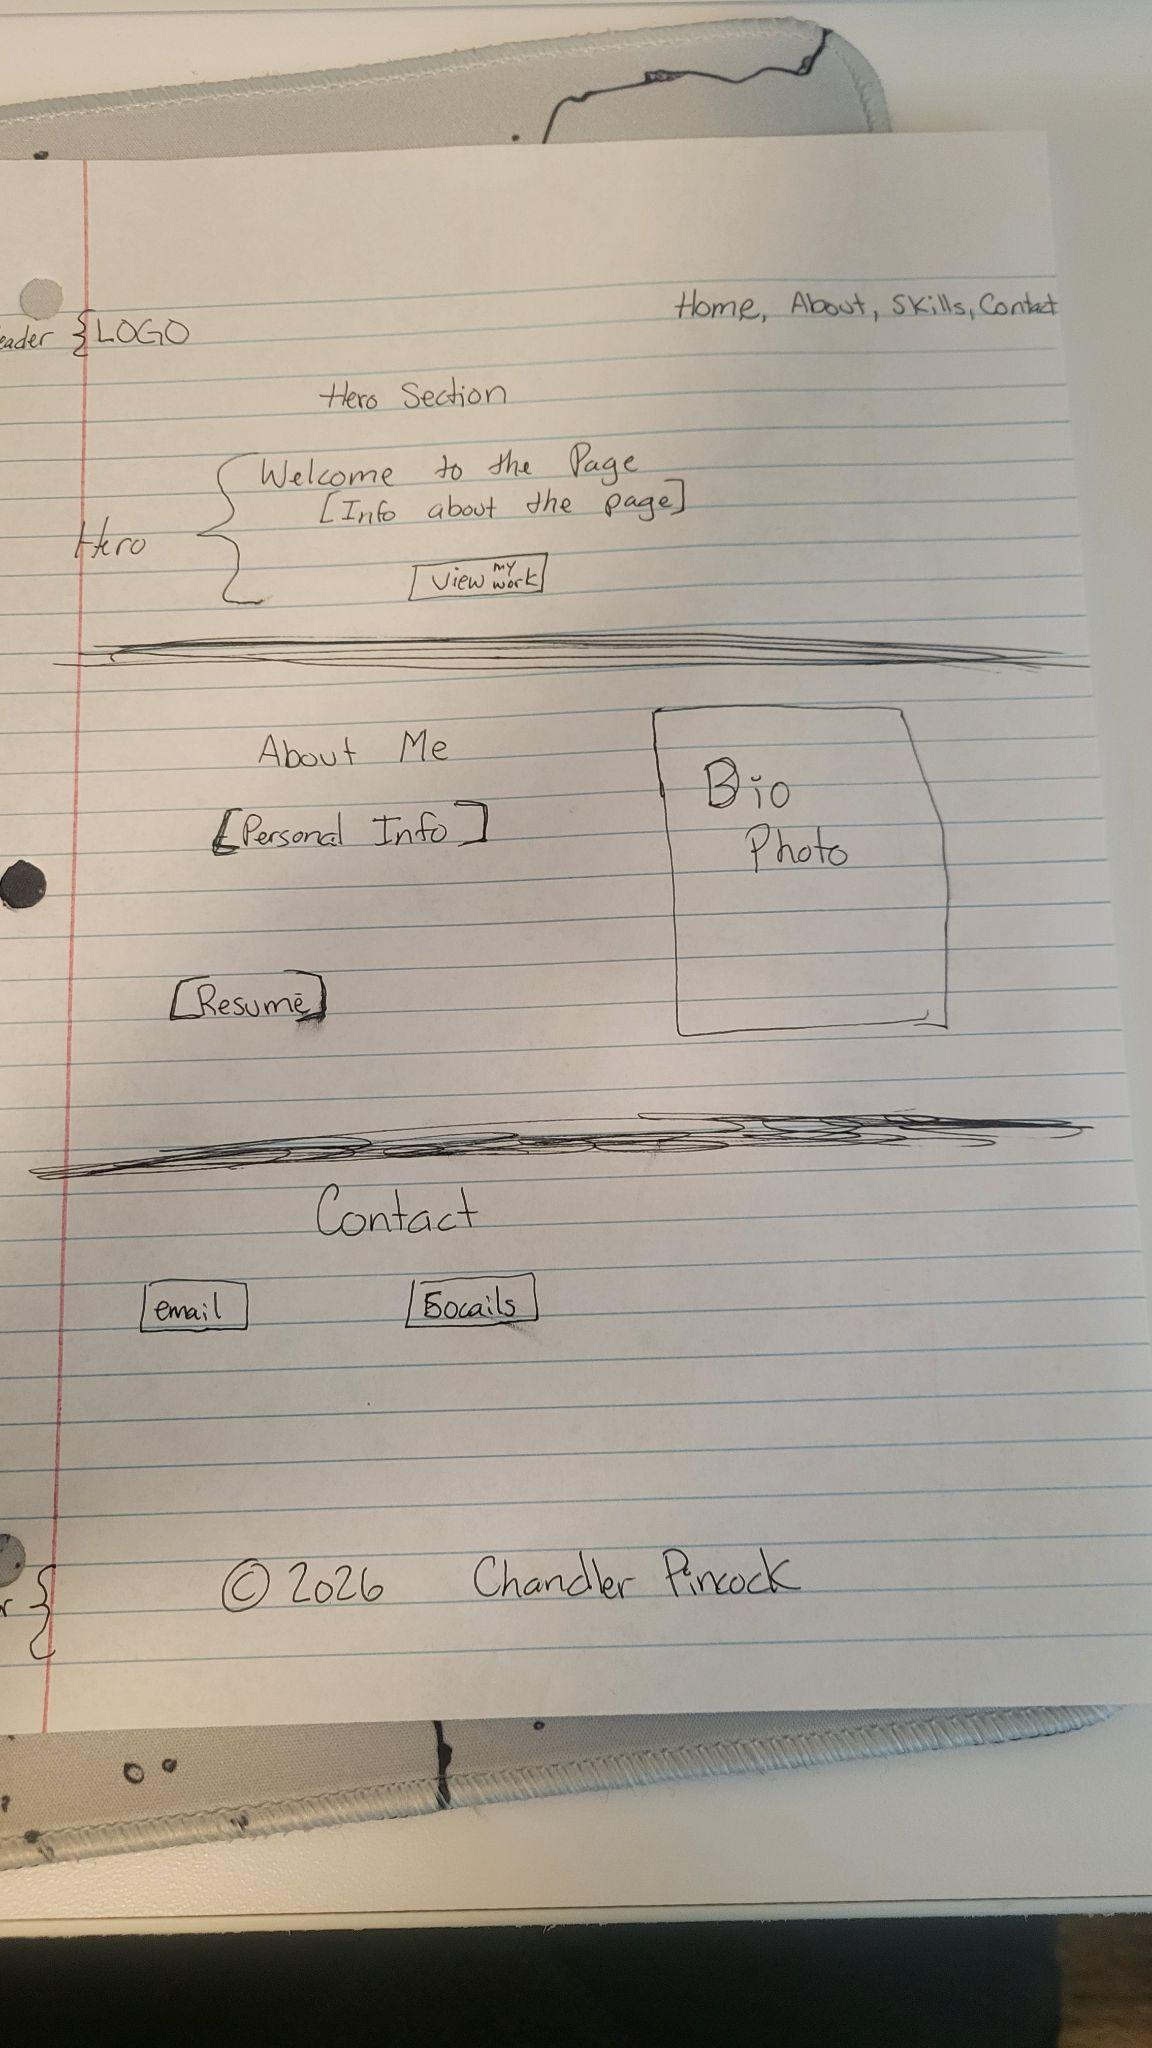 Home, About, Skills, Contact
eader { LOGO
Hero Section
Welcome to the Page
[Info about the page]
Hero
View my work
About Me
Bio
Photo
[Personal Info]
[Resume]
Contact
email
Socails
r {
© 2026 Chandler Pincock